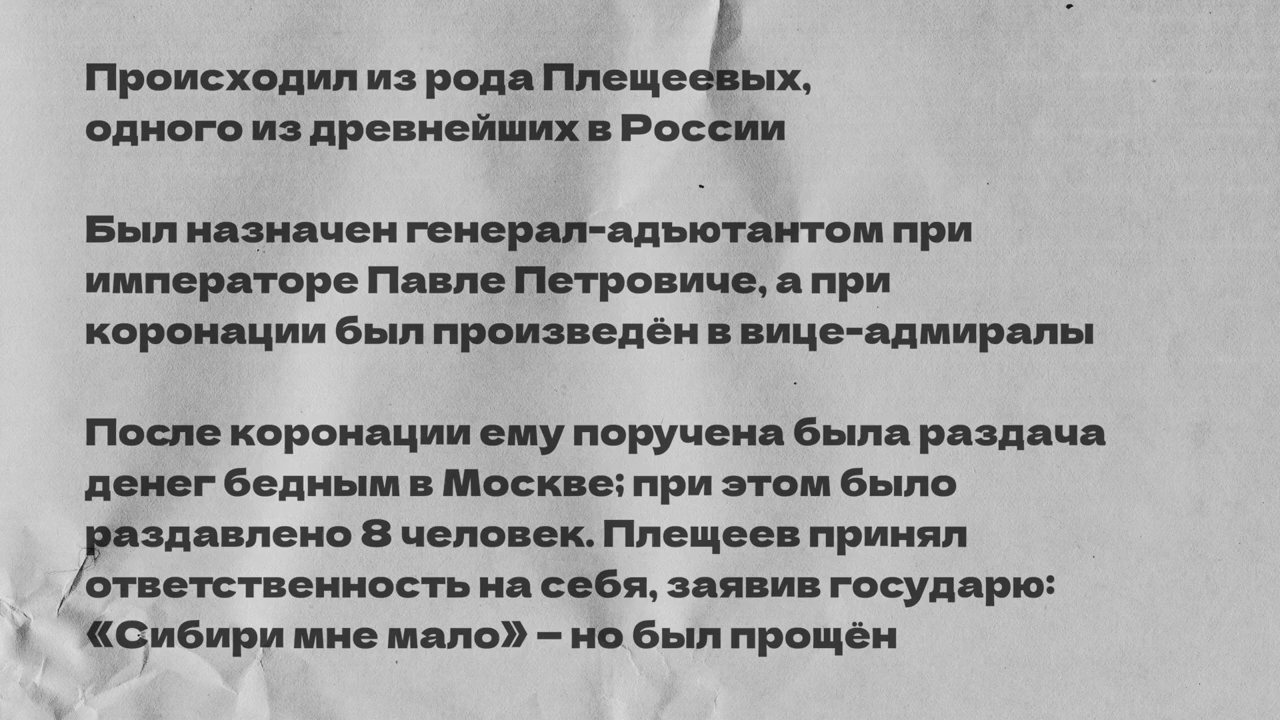 Происходил из рода Плещеевых,
одного из древнейших в России
Был назначен генерал-адъютантом при
императоре Павле Петровиче, а при
коронации был произведён в вице-адмиралы
После коронации ему поручена была раздача
денег бедным в Москве; при этом было
раздавлено 8 человек. Плещеев принял
ответственность на себя, заявив государю:
«Сибири мне мало» – но был прощён